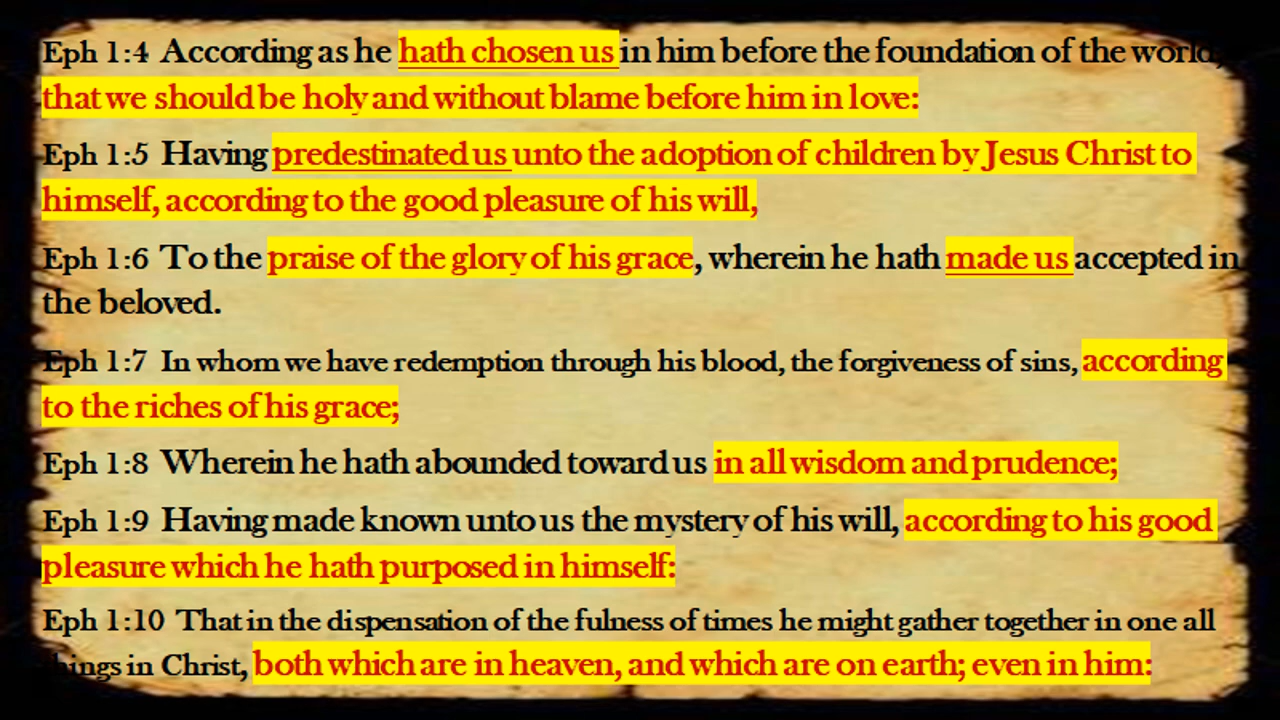 Eph 1:4 According as he hath chosen us in him before the foundation of the world,
that we should be holy and without blame before him in love:
Eph 1:5 Having predestinated us unto the adoption of children by Jesus Christ to
himself, according to the good pleasure of his will,
Eph 1:6 To the praise of the glory of his grace, wherein he hath made us accepted in
the beloved.
Eph 1:7 In whom we have redemption through his blood, the forgiveness of sins, according
to the riches of his grace;
Eph 1:8 Wherein he hath abounded toward us in all wisdom and prudence;
Eph 1:9 Having made known unto us the mystery of his will, according to his good
pleasure which he hath purposed in himself:
Eph 1:10 That in the dispensation of the fulness of times he might gather together in one all
things in Christ, both which are in heaven, and which are on earth; even in him: